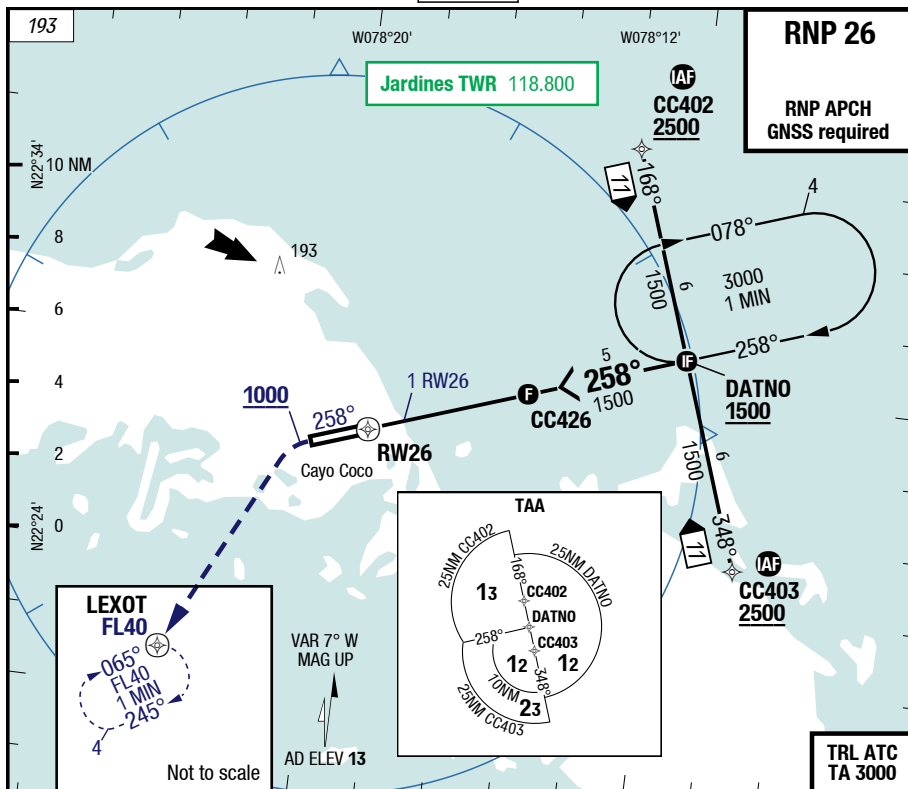 193
W078°20'
W078°12'
RNP 26
RNP APCH
GNSS required
Jardines TWR 118.800
IAF
CC402
2500
N22°34'
10 NM
8
6
4
2
0
N22°24'
193
11
168°
4
078°
1500
6
3000
1 MIN
258°
IF
DATNO
1500
5
258°
1500
F
CC426
1 RW26
1000
258°
RW26
Cayo Coco
6
1500
11
348°
IAF
CC403
2500
TAA
25NM CC402
25NM DATNO
168°
13
CC402
DATNO
258°
CC403
12
12
10NM
348°
23
25NM CC403
LEXOT
FL40
065°
FL40
1 MIN
245°
4
Not to scale
VAR 7° W
MAG UP
AD ELEV 13
TRL ATC
TA 3000